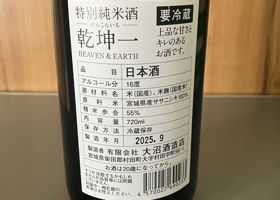 特別純米酒
要冷蔵
けんこんいち
乾坤一
HEAVEN & EARTH
上品な甘さと
キレのある
お酒です。
品目 日本酒
アルコール分 16度
原材料名 米(国産)、米麹(国産米)
原料米 宮城県産ササニシキ100%
精米歩合 55%
内容量 720ml
保存方法 冷蔵保存
製造年月 2025.9
製造者 有限会社 大沼酒造店
宮城県柴田郡村田町大字村田字町56-1
お酒は20歳になってから。